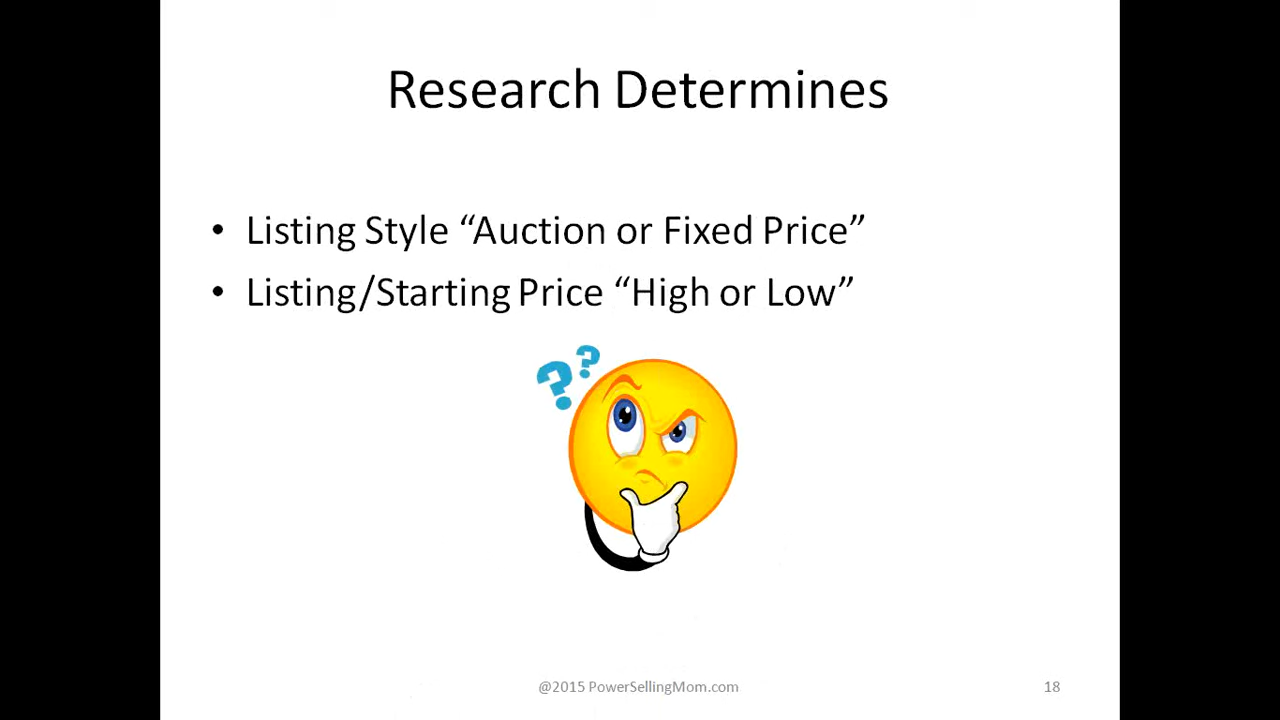 Research Determines
• Listing Style “Auction or Fixed Price”
• Listing/Starting Price “High or Low”
??
@2015 PowerSellingMom.com
18